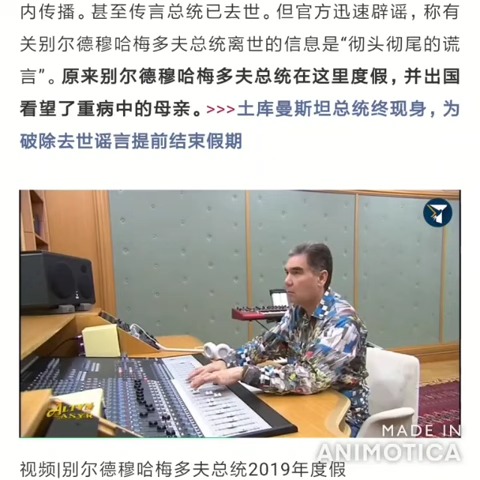 内传播。甚至传言总统已去世。但官方迅速辟谣，称有
关别尔德穆哈梅多夫总统离世的信息是“彻头彻尾的谎
言”。原来别尔德穆哈梅多夫总统在这里度假，并出国
看望了重病中的母亲。>>>土库曼斯坦总统终现身，为
破除去世谣言提前结束假期
ALTYN
ASYR
MADE IN
ANIMOTICA
视频|别尔德穆哈梅多夫总统2019年度假